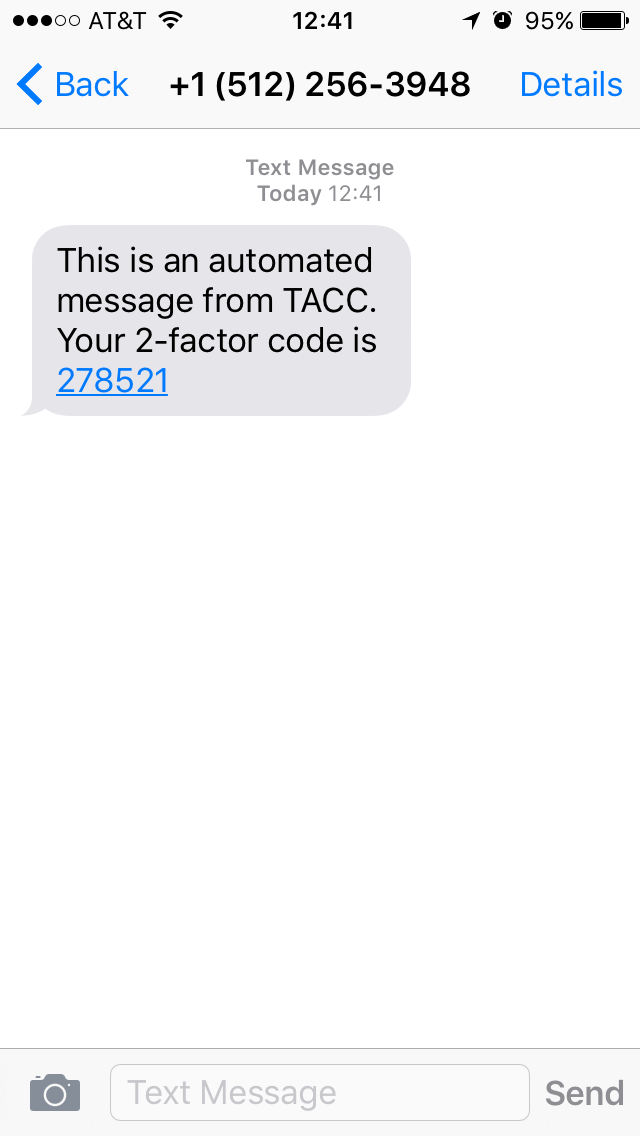 AT&T 12:41 95%
Back +1 (512) 256-3948 Details
Text Message
Today 12:41
This is an automated
message from TACC.
Your 2-factor code is
278521
Text Message Send